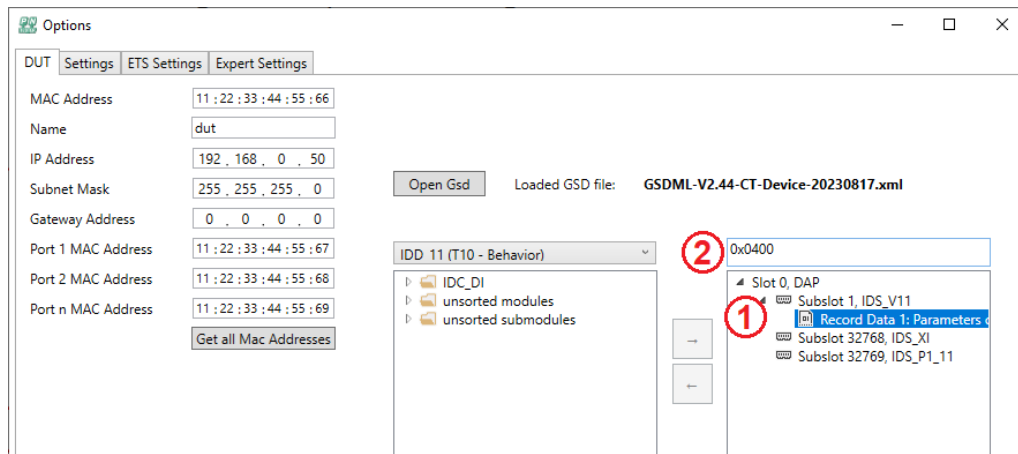 Options
DUT Settings ETS Settings Expert Settings
MAC Address 11 : 22 : 33 : 44 : 55 : 66
Name dut
IP Address 192 . 168 . 0 . 50
Subnet Mask 255 . 255 . 255 . 0
Open Gsd Loaded GSD file: GSDML-V2.44-CT-Device-20230817.xml
Gateway Address 0 . 0 . 0 . 0
Port 1 MAC Address 11 : 22 : 33 : 44 : 55 : 67
Port 2 MAC Address 11 : 22 : 33 : 44 : 55 : 68
Port n MAC Address 11 : 22 : 33 : 44 : 55 : 69
Get all Mac Addresses
IDD 11 (T10 - Behavior)
IDC_DI
unsorted modules
unsorted submodules
→
←
2 0x0400
Slot 0, DAP
Subslot 1, IDS_V11
1 Record Data 1: Parameters
Subslot 32768, IDS_XI
Subslot 32769, IDS_P1_11